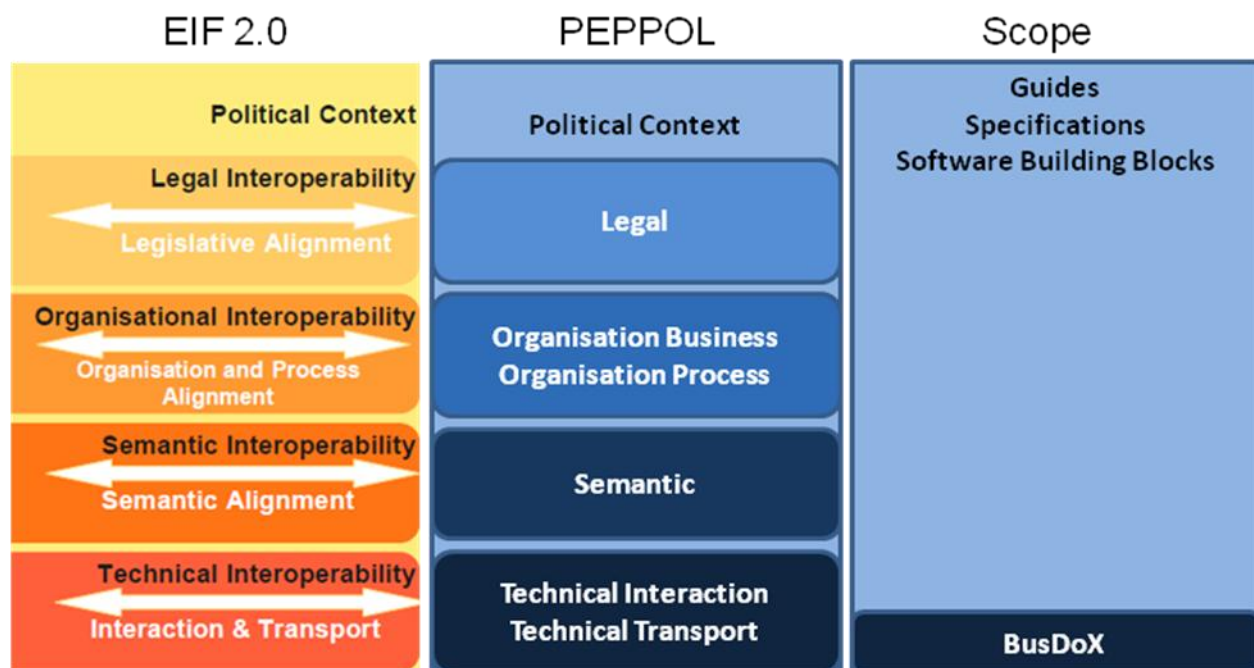 EIF 2.0
Political Context
Legal Interoperability
Legislative Alignment
Organisational Interoperability
Organisation and Process
Alignment
Semantic Interoperability
Semantic Alignment
Technical Interoperability
Interaction & Transport
PEPPOL
Political Context
Legal
Organisation Business
Organisation Process
Semantic
Technical Interaction
Technical Transport
Scope
Guides
Specifications
Software Building Blocks
BusDoX